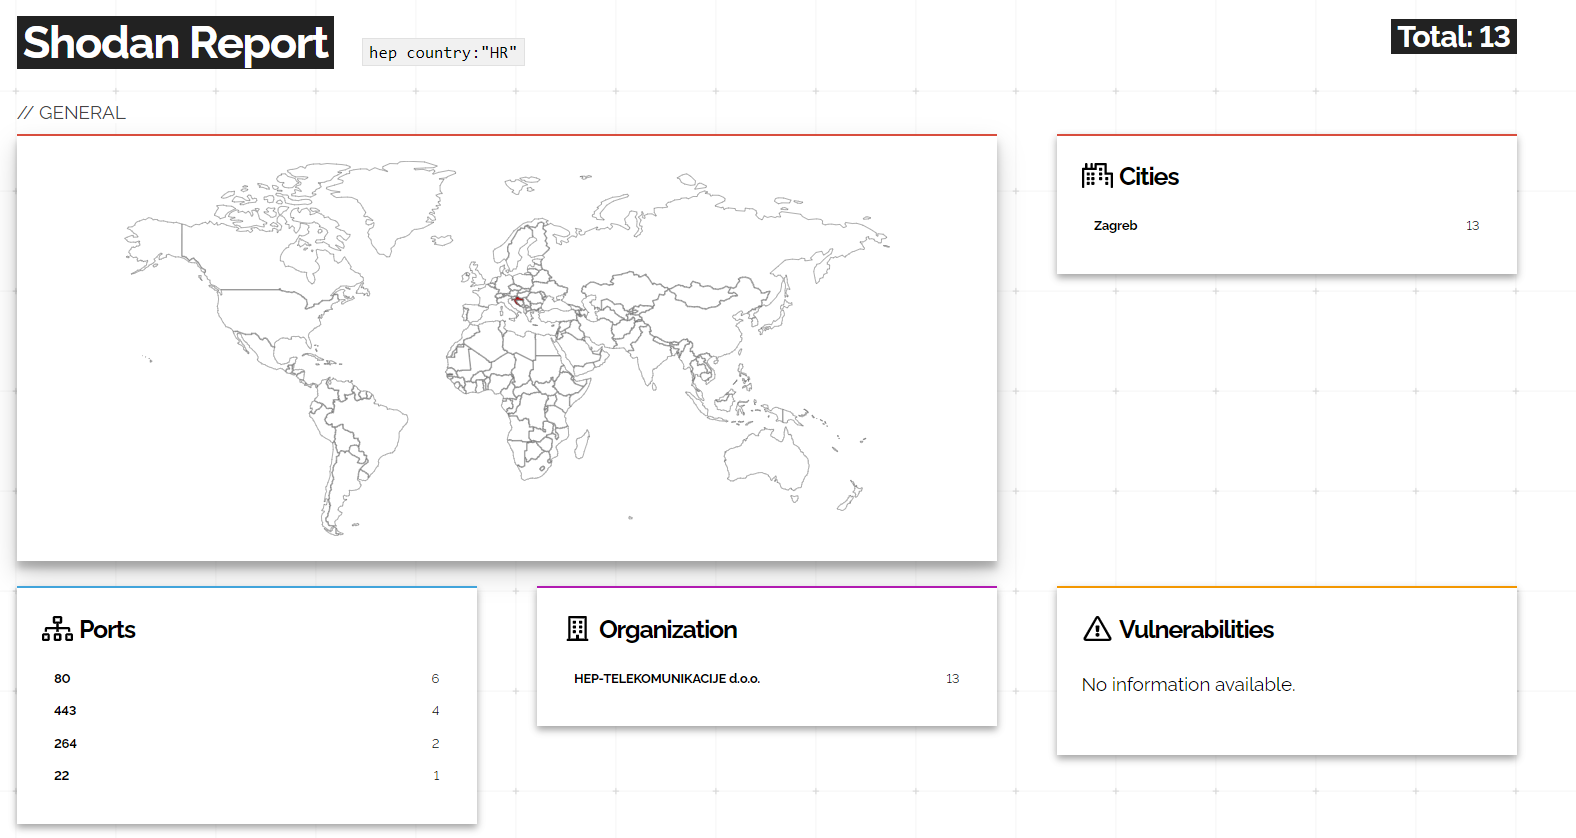 Shodan Report
hep country:"HR"
Total: 13
// GENERAL
Cities
Zagreb 13
Ports
80 6
443 4
264 2
22 1
Organization
HEP-TELEKOMUNIKACIJE d.o.o. 13
Vulnerabilities
No information available.